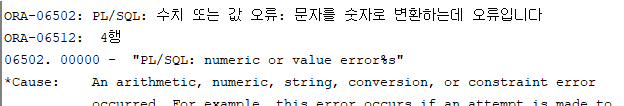 ORA-06502: PL/SQL: 수치 또는 값 오류: 문자를 숫자로 변환하는데 오류입니다
ORA-06512:  4행
06502. 00000 -  "PL/SQL: numeric or value error%s"
*Cause:    An arithmetic, numeric, string, conversion, or constraint error
occurred. For example, this error occurs if an attempt is made to